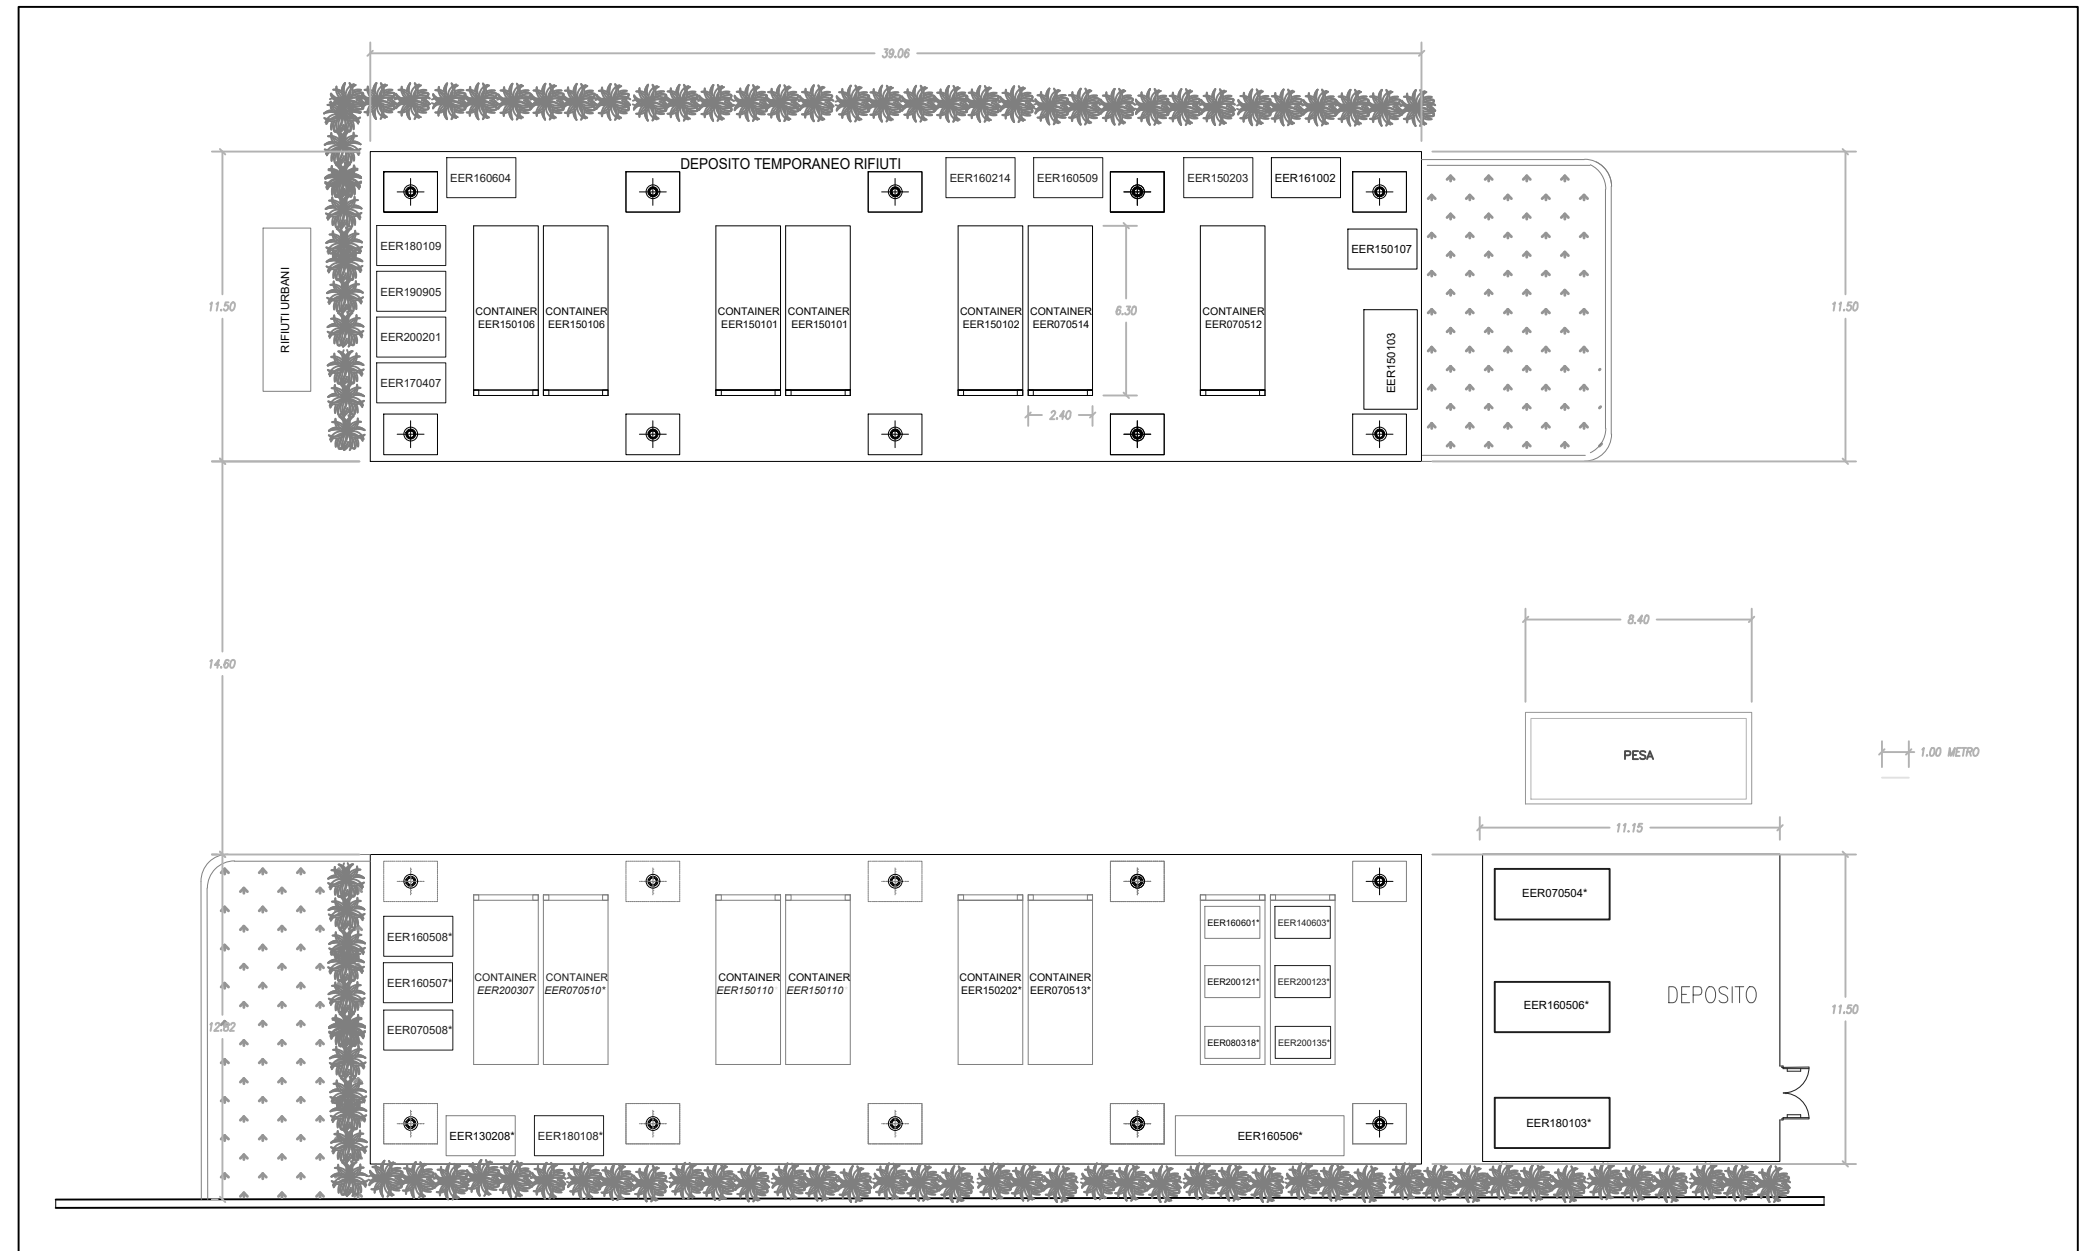 39.06
DEPOSITO TEMPORANEO RIFIUTI
EER160604
EER160214
EER160509
EER150203
EER161002
EER180109
EER190905
EER200201
EER170407
CONTAINER
EER150106
CONTAINER
EER150106
CONTAINER
EER150101
CONTAINER
EER150101
CONTAINER
EER150102
CONTAINER
EER070514
6.30
2.40
CONTAINER
EER070512
EER150107
EER150103
RIFIUTI URBANI
11.50
11.50
14.60
8.40
PESA
1.00 METRO
11.15
12.82
EER160508*
EER160507*
EER070508*
CONTAINER
EER200307
CONTAINER
EER070510*
CONTAINER
EER150110
CONTAINER
EER150110
CONTAINER
EER150202*
CONTAINER
EER070513*
EER160601*
EER140603*
EER200121*
EER200123*
EER080318*
EER200135*
EER130208*
EER180108*
EER160506*
EER070504*
EER160506*
EER180103*
DEPOSITO
11.50